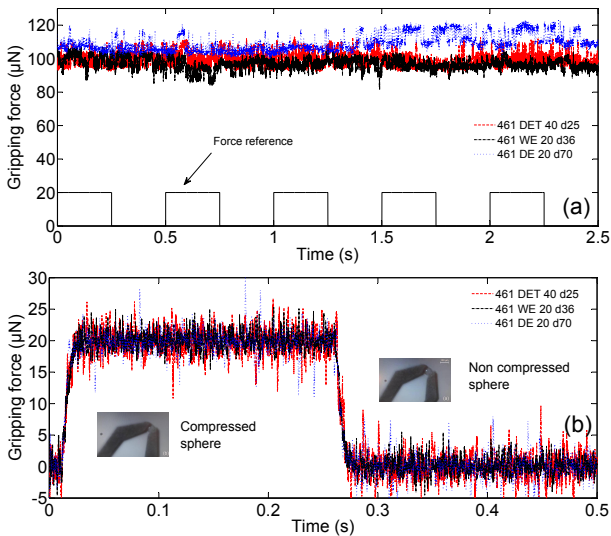 120
100
80
60
40
20
0
Gripping force (µN)
461 DET 40 d25
461 WE 20 d36
461 DE 20 d70
Force reference
(a)
0 0.5 1 1.5 2 2.5
Time (s)
30
25
20
15
10
5
0
-5
Gripping force (µN)
461 DET 40 d25
461 WE 20 d36
461 DE 20 d70
Non compressed
sphere
Compressed
sphere
(b)
0 0.1 0.2 0.3 0.4 0.5
Time (s)